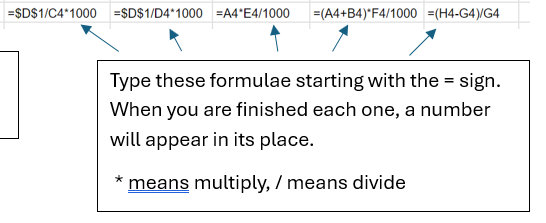 =$D$1/C4*1000 =$D$1/D4*1000 =A4*E4/1000 =(A4+B4)*F4/1000 =(H4-G4)/G4
Type these formulae starting with the = sign.
When you are finished each one, a number
will appear in its place.
* means multiply, / means divide